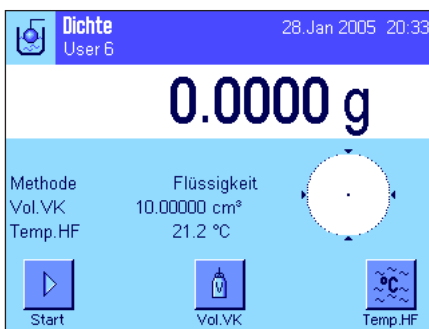 Dichte 28.Jan 2005 20:33
User 6
0.0000 g
Methode Flüssigkeit
Vol.VK 10.00000 cm³
Temp.HF 21.2 °C
V °C
Start Vol.VK Temp.HF